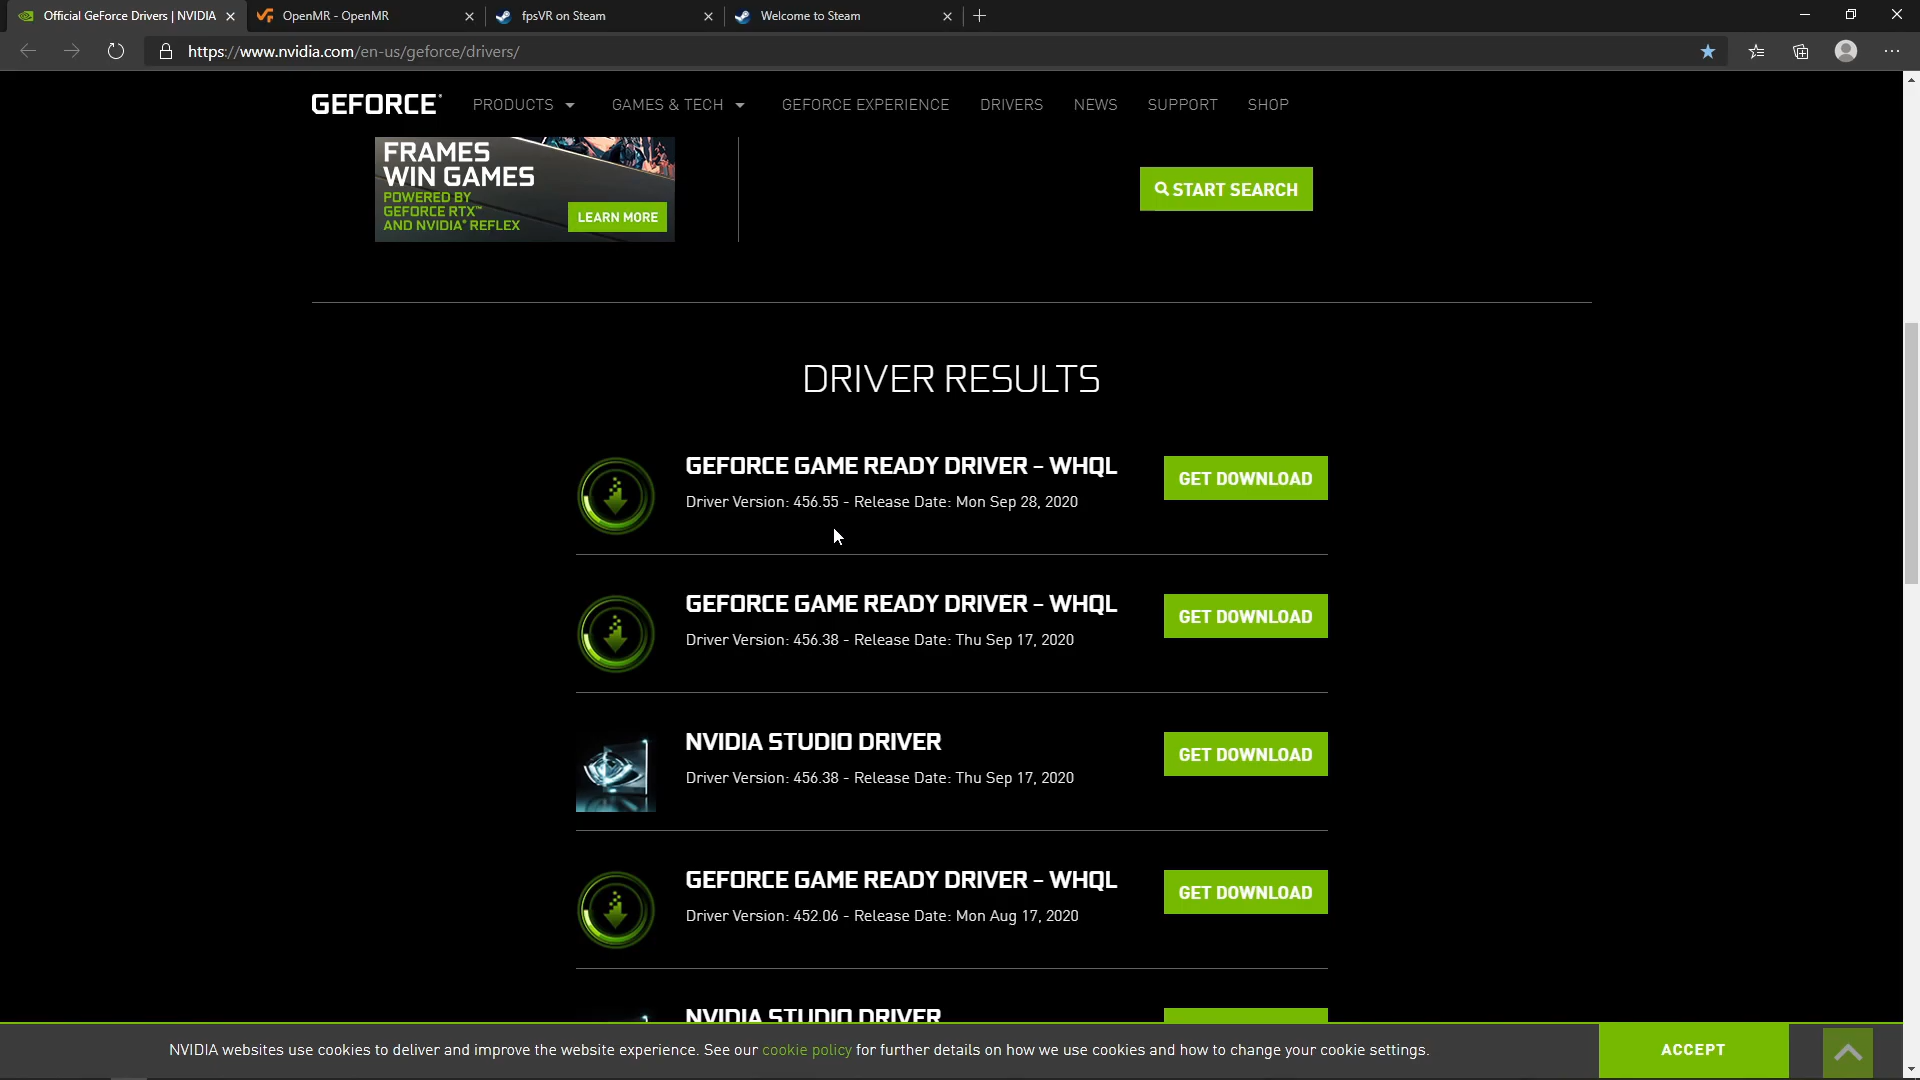 Official GeForce Drivers | NVIDIA
OpenMR - OpenMR
fpsVR on Steam
Welcome to Steam
https://www.nvidia.com/en-us/geforce/drivers/
GEFORCE
PRODUCTS
GAMES & TECH
GEFORCE EXPERIENCE
DRIVERS
NEWS
SUPPORT
SHOP
FRAMES
WIN GAMES
POWERED BY
GEFORCE RTX™
AND NVIDIA® REFLEX
LEARN MORE
START SEARCH
DRIVER RESULTS
GEFORCE GAME READY DRIVER - WHQL
Driver Version: 456.55 - Release Date: Mon Sep 28, 2020
GET DOWNLOAD
GEFORCE GAME READY DRIVER - WHQL
Driver Version: 456.38 - Release Date: Thu Sep 17, 2020
GET DOWNLOAD
NVIDIA STUDIO DRIVER
Driver Version: 456.38 - Release Date: Thu Sep 17, 2020
GET DOWNLOAD
GEFORCE GAME READY DRIVER - WHQL
Driver Version: 452.06 - Release Date: Mon Aug 17, 2020
GET DOWNLOAD
NVIDIA STUDIO DRIVER
NVIDIA websites use cookies to deliver and improve the website experience. See our cookie policy for further details on how we use cookies and how to change your cookie settings.
ACCEPT